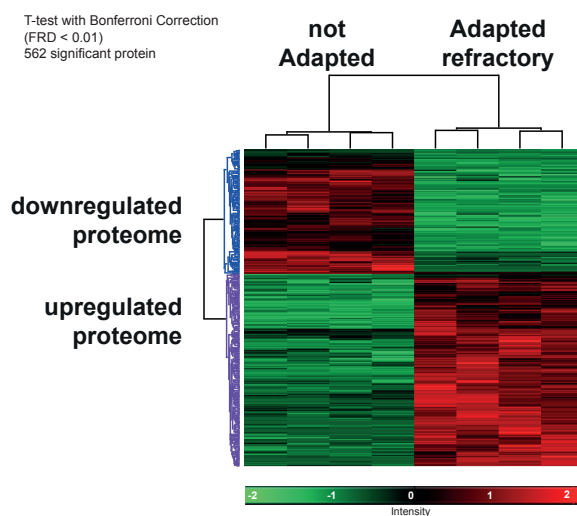 T-test with Bonferroni Correction
(FRD < 0.01)
562 significant protein
not
Adapted
Adapted
refractory
downregulated
proteome
upregulated
proteome
-2 -1 0 1 2
Intensity